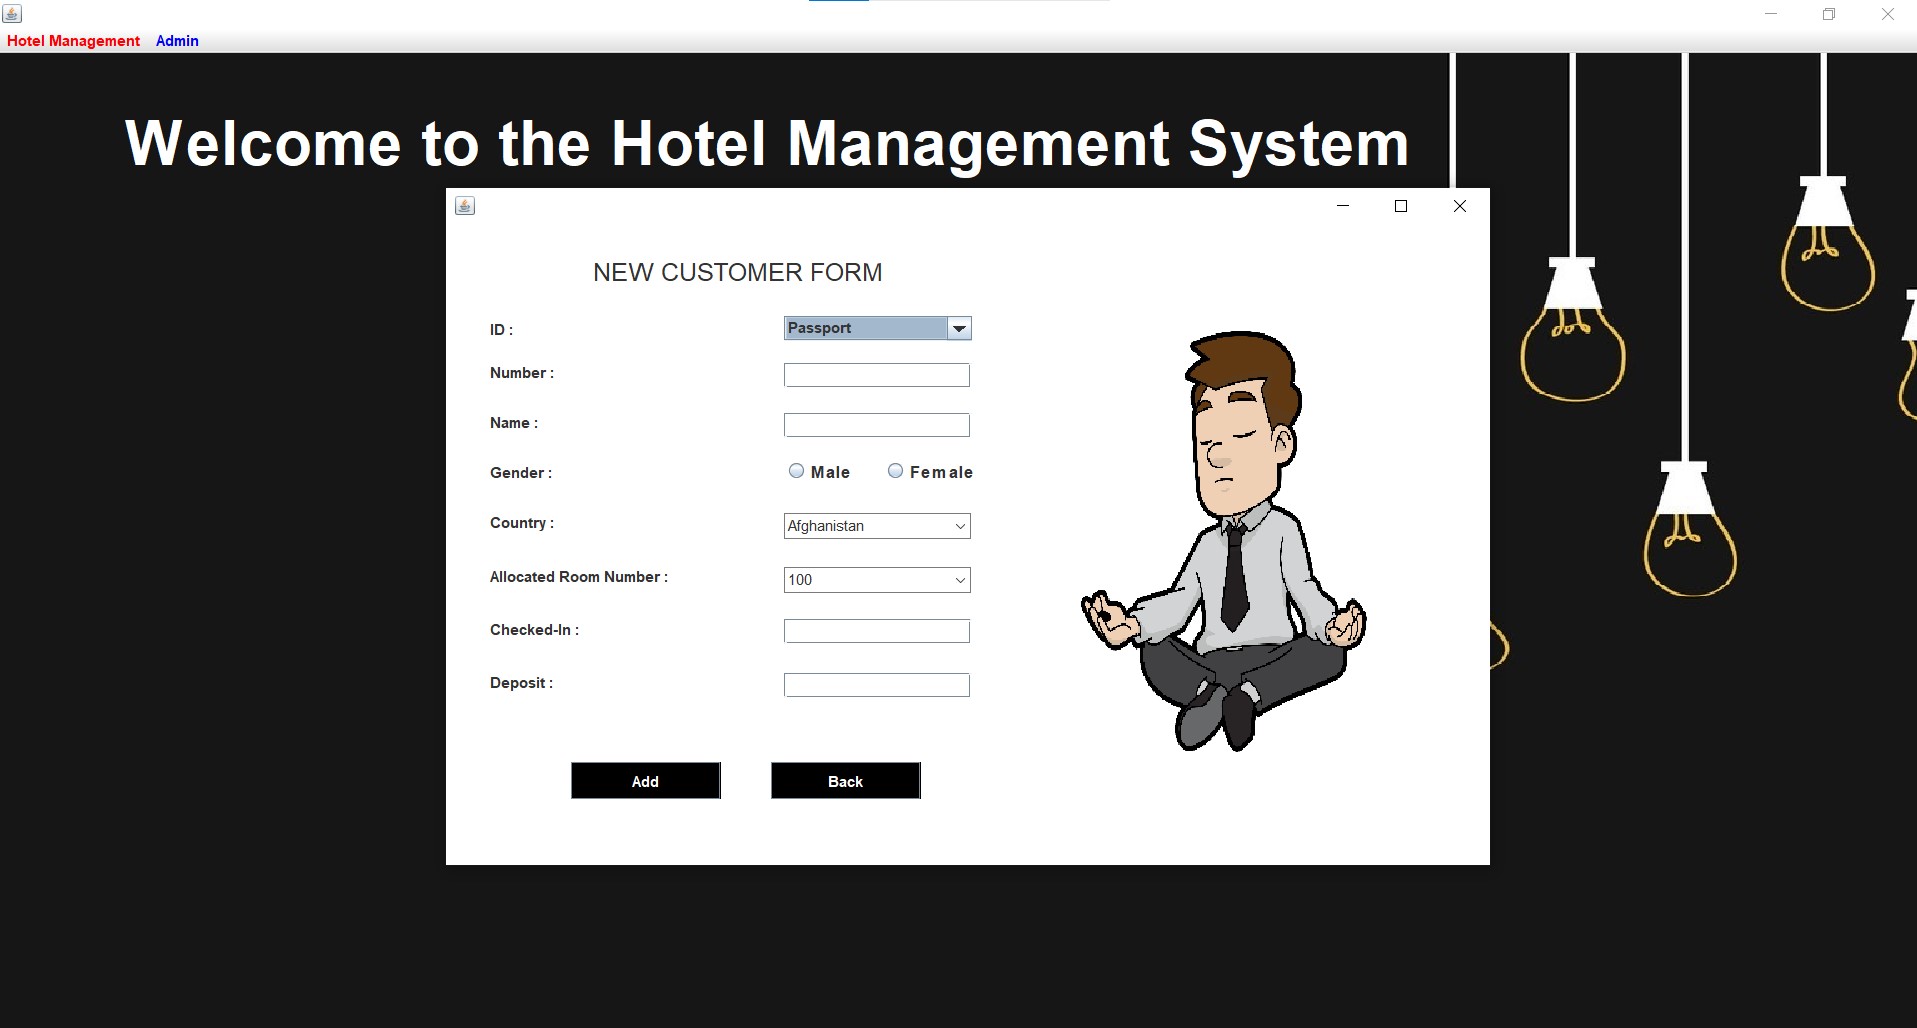 Hotel Management Admin
Welcome to the Hotel Management System
NEW CUSTOMER FORM
ID : Passport
Number :
Name :
Gender : Male Female
Country : Afghanistan
Allocated Room Number : 100
Checked-In :
Deposit :
Add Back